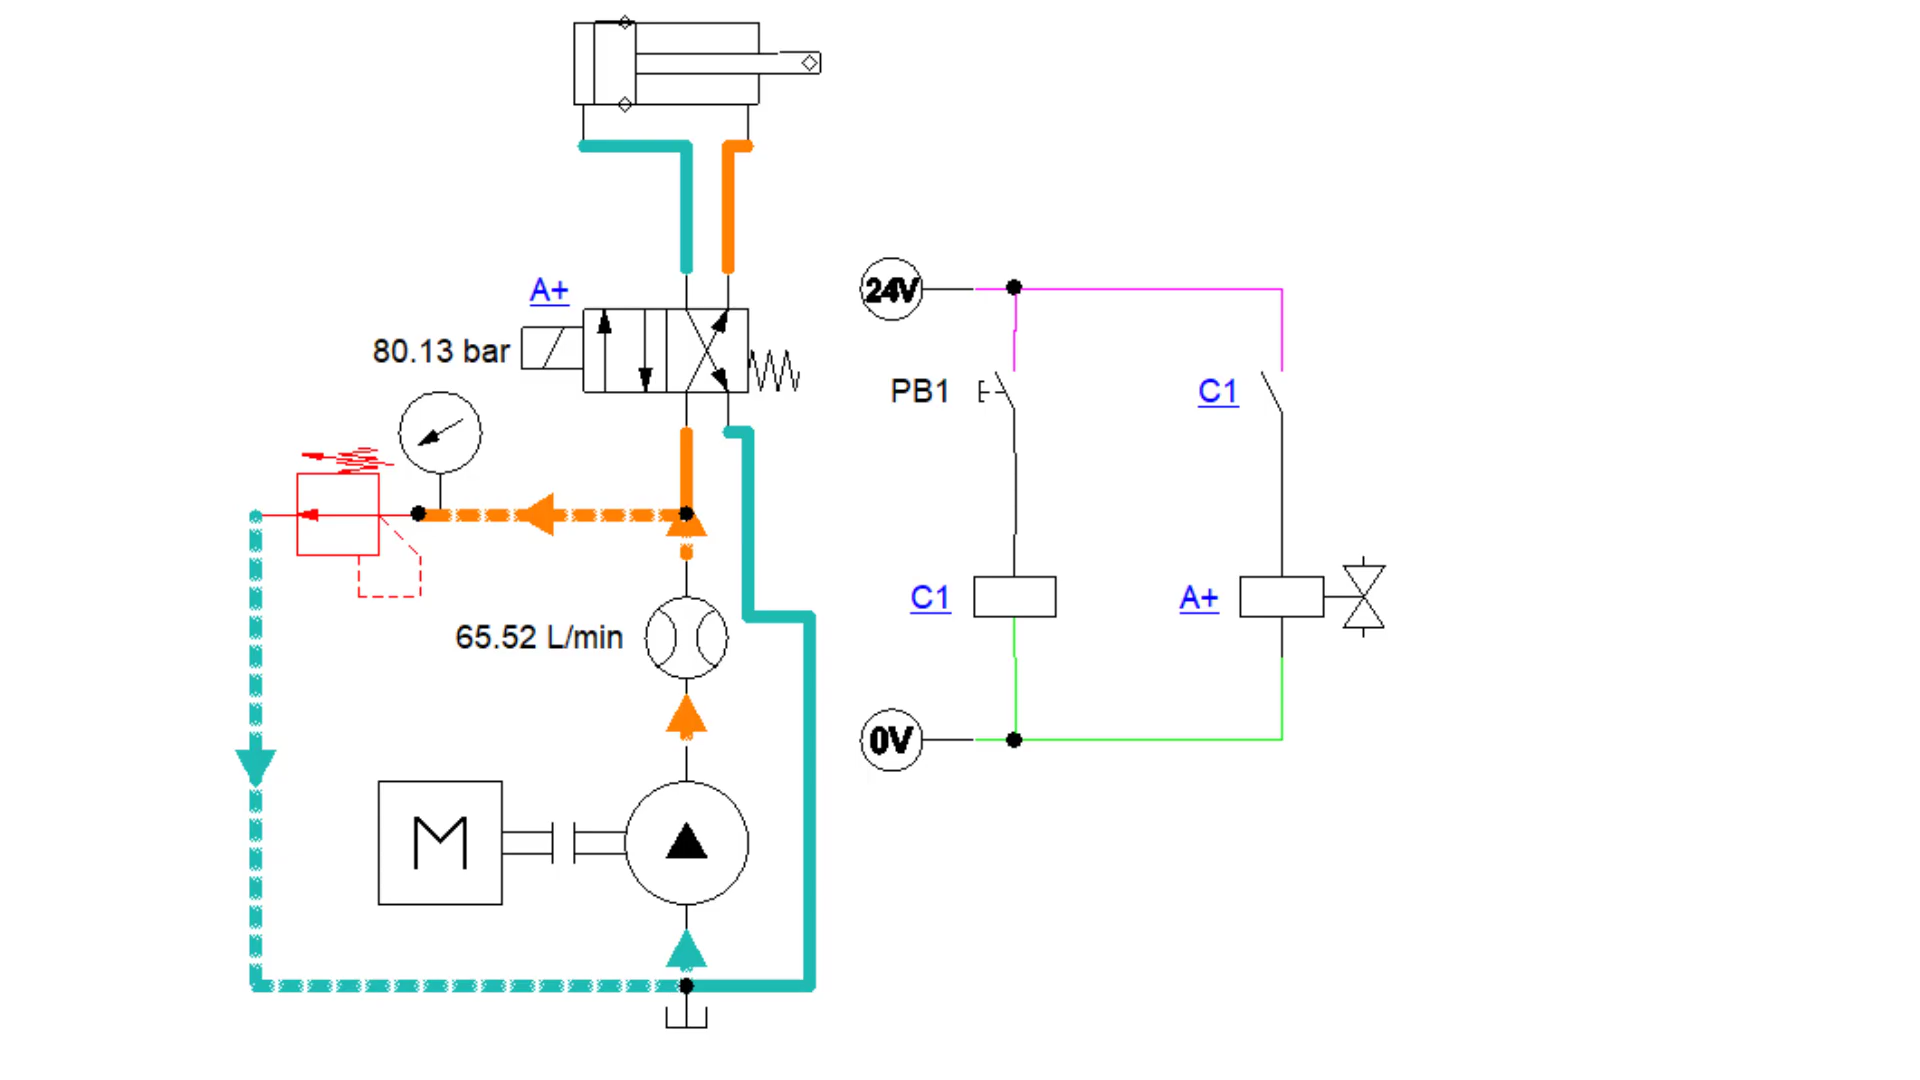 A+
80.13 bar
24V
PB1
C1
C1
A+
65.52 L/min
0V
M